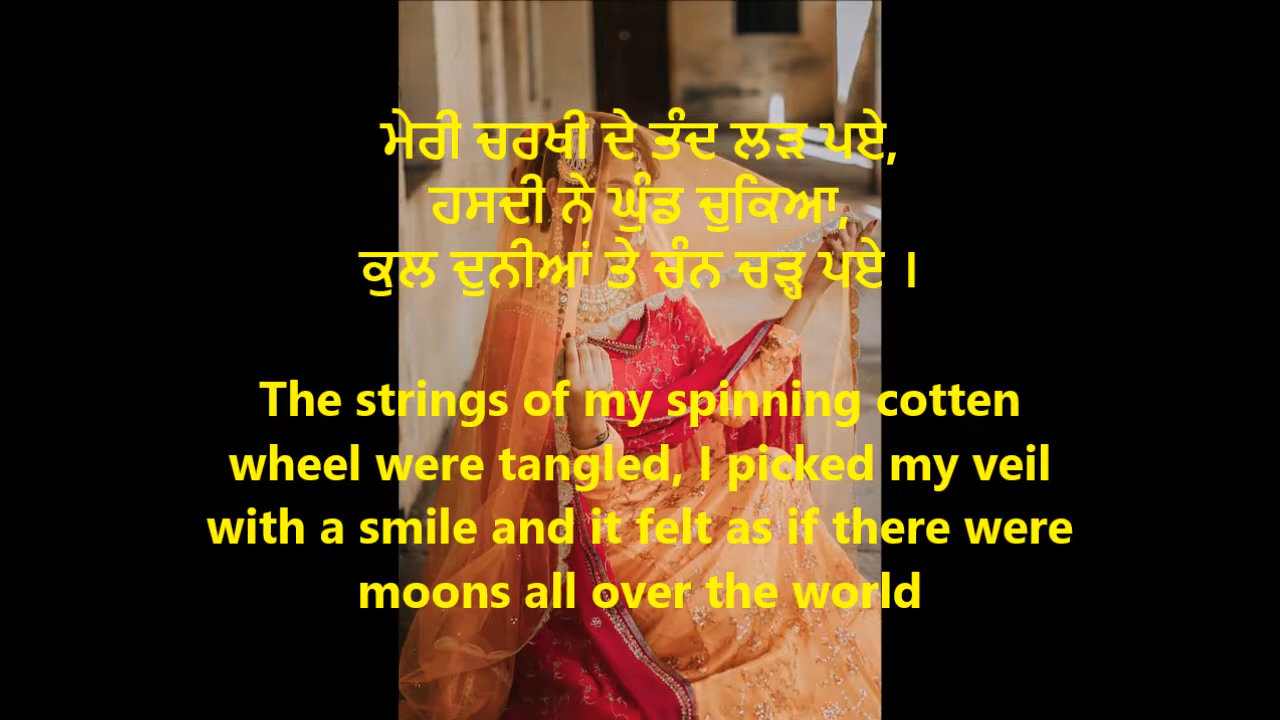 ਮੇਰੀ ਚਰਖੀ ਦੇ ਤੰਦ ਲੜ ਪਏ,
ਹਸਦੀ ਨੇ ਘੁੰਡ ਚੁਕਿਆ,
ਕੁਲ ਦੁਨੀਆਂ ਤੇ ਚੰਨ ਚੜ੍ਹ ਪਏ ।
The strings of my spinning cotten
wheel were tangled, I picked my veil
with a smile and it felt as if there were
moons all over the world